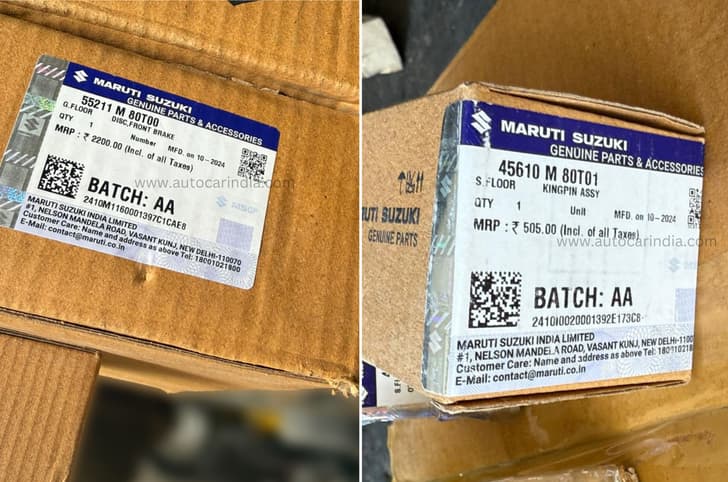 MARUTI SUZUKI
GENUINE PARTS & ACCESSORIES
55211 M 80T00
G.FLOOR DISC,FRONT BRAKE
QTY 1 Number MFD. on 10-2024
MRP : ₹ 2200.00 (Incl. of all Taxes)
www.autocarindia.com
BATCH: AA
2410M1160001397C1CAE8
MARUTI SUZUKI INDIA LIMITED
#1, NELSON MANDELA ROAD, VASANT KUNJ, NEW DELHI-110070
Customer Care: Name and address as above Tel: 18001021800
E-Mail: contact@maruti.co.in
MARUTI SUZUKI
GENUINE PARTS & ACCESSORIES
45610 M 80T01
S.FLOOR KINGPIN ASSY
QTY 1 Unit MFD. on 10-2024
MRP : ₹ 505.00 (Incl. of all Taxes)
www.autocarindia.com
BATCH: AA
MARUTI SUZUKI INDIA LIMITED
#1, NELSON MANDELA ROAD, VASANT KUNJ, NEW DELHI-1100
Customer Care: Name and address as above Tel: 18001021
E-Mail: contact@maruti.co.in
UTI SUZUKI
GENUINE PARTS